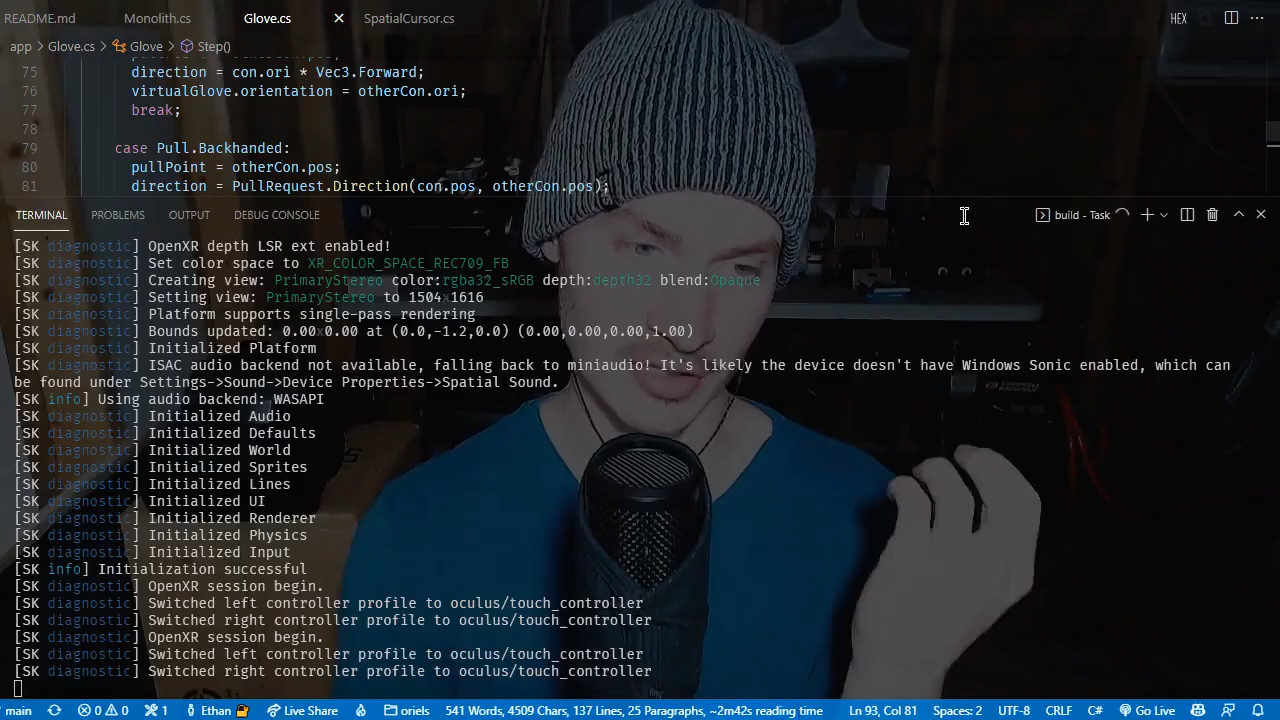 README.md Monolith.cs Glove.cs SpatialCursor.cs HEX
app > Glove.cs > Glove > Step()
75 direction = con.ori * Vec3.Forward;
76 virtualGlove.orientation = otherCon.ori;
77 break;
78
79 case Pull.Backhanded:
80 pullPoint = otherCon.pos;
81 direction = PullRequest.Direction(con.pos, otherCon.pos);
TERMINAL PROBLEMS OUTPUT DEBUG CONSOLE build - Task
[SK diagnostic] OpenXR depth LSR ext enabled!
[SK diagnostic] Set color space to XR_COLOR_SPACE_REC709_FB
[SK diagnostic] Creating view: PrimaryStereo color:rgba32_sRGB depth:depth32 blend:Opaque
[SK diagnostic] Setting view: PrimaryStereo to 1504x1616
[SK diagnostic] Platform supports single-pass rendering
[SK diagnostic] Bounds updated: 0.00x0.00 at (0.0,-1.2,0.0) (0.00,0.00,0.00,1.00)
[SK diagnostic] Initialized Platform
[SK diagnostic] ISAC audio backend not available, falling back to miniaudio! It's likely the device doesn't have Windows Sonic enabled, which can
be found under Settings->Sound->Device Properties->Spatial Sound.
[SK info] Using audio backend: WASAPI
[SK diagnostic] Initialized Audio
[SK diagnostic] Initialized Defaults
[SK diagnostic] Initialized World
[SK diagnostic] Initialized Sprites
[SK diagnostic] Initialized Lines
[SK diagnostic] Initialized UI
[SK diagnostic] Initialized Renderer
[SK diagnostic] Initialized Physics
[SK diagnostic] Initialized Input
[SK info] Initialization successful
[SK diagnostic] OpenXR session begin.
[SK diagnostic] Switched left controller profile to oculus/touch_controller
[SK diagnostic] Switched right controller profile to oculus/touch_controller
[SK diagnostic] OpenXR session begin.
[SK diagnostic] Switched left controller profile to oculus/touch_controller
[SK diagnostic] Switched right controller profile to oculus/touch_controller
main 0 0 1 Ethan Live Share oriels 541 Words, 4509 Chars, 137 Lines, 25 Paragraphs, ~2m42s reading time Ln 93, Col 81 Spaces: 2 UTF-8 CRLF C# Go Live